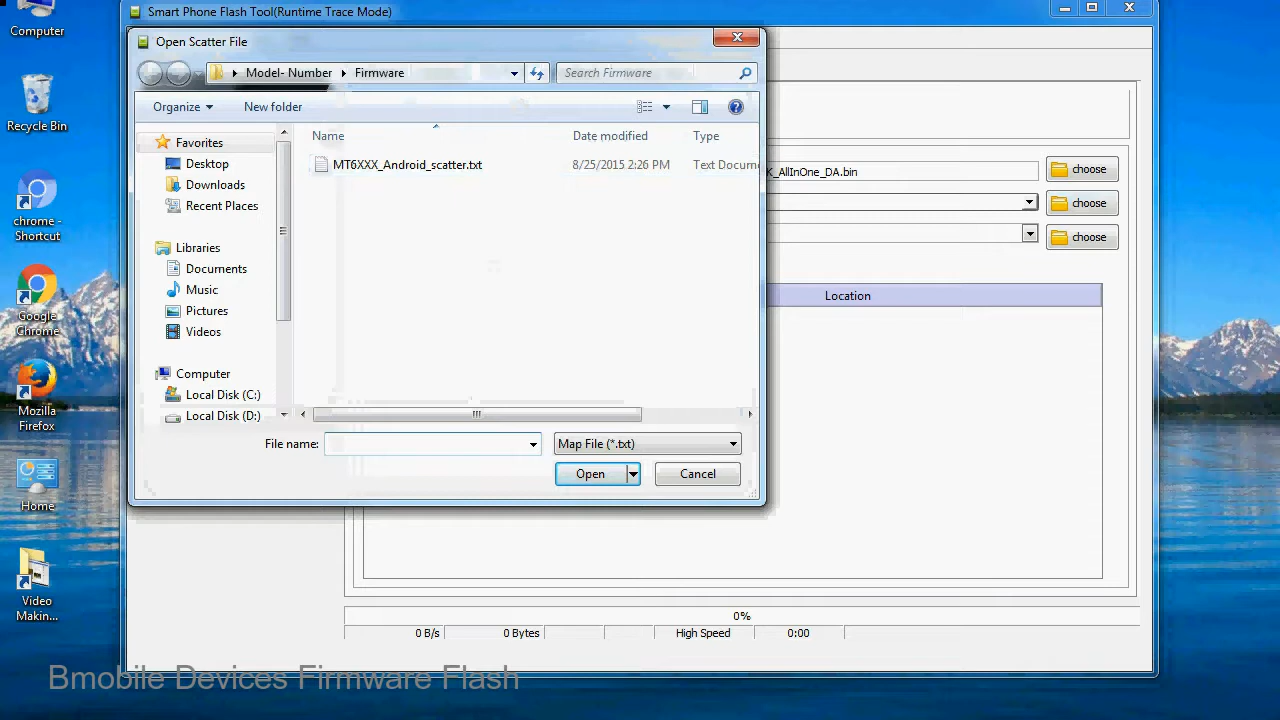 Computer
Recycle Bin
chrome -
Shortcut
Google
Chrome
Mozilla
Firefox
Home
Video
Makin...
Smart Phone Flash Tool(Runtime Trace Mode)
Open Scatter File
Model- Number
Firmware
Search Firmware
Organize
New folder
Favorites
Desktop
Downloads
Recent Places
Libraries
Documents
Music
Pictures
Videos
Computer
Local Disk (C:)
Local Disk (D:)
Name
Date modified
Type
MT6XXX_Android_scatter.txt
8/25/2015 2:26 PM
Text Docum
File name:
Map File (*.txt)
Open
Cancel
K_AllInOne_DA.bin
choose
choose
choose
Location
0%
0 B/s
0 Bytes
High Speed
0:00
Bmobile Devices Firmware Flash